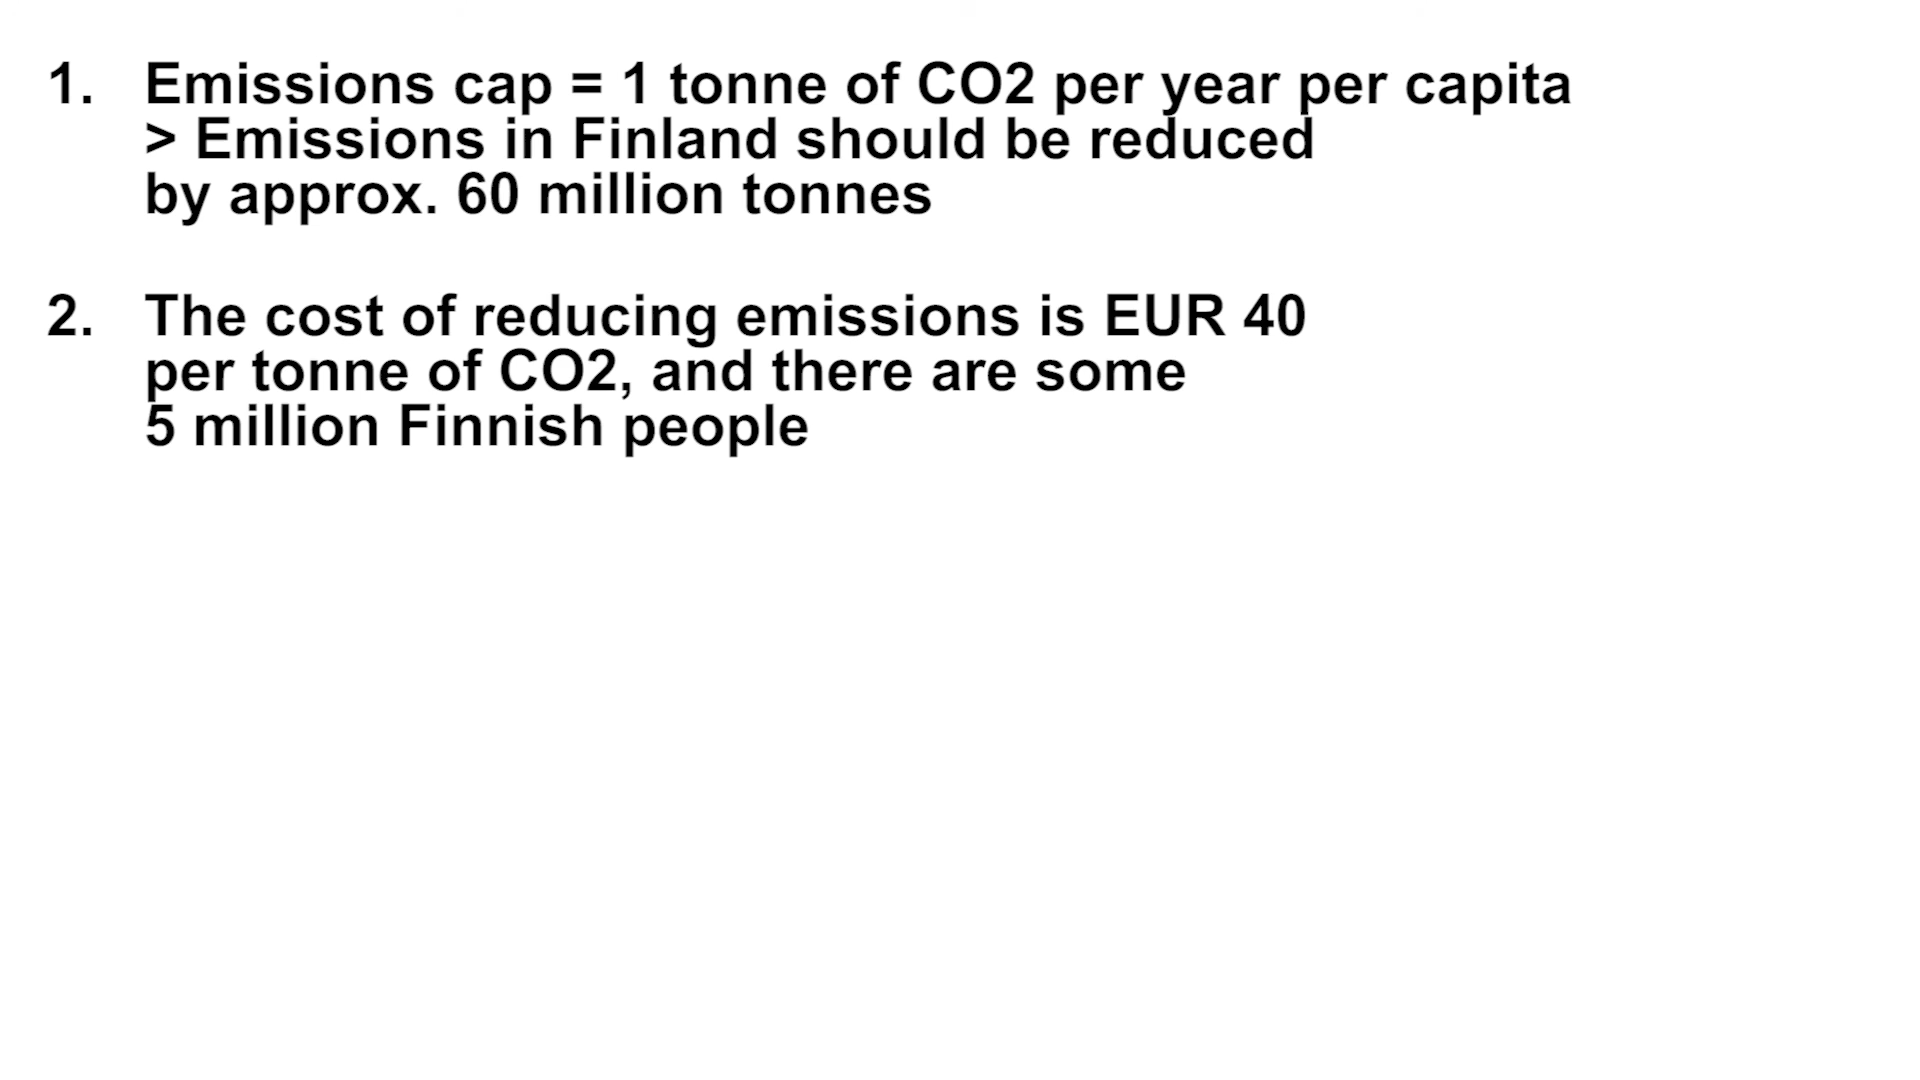 1. Emissions cap = 1 tonne of CO2 per year per capita
> Emissions in Finland should be reduced
by approx. 60 million tonnes
2. The cost of reducing emissions is EUR 40
per tonne of CO2, and there are some
5 million Finnish people